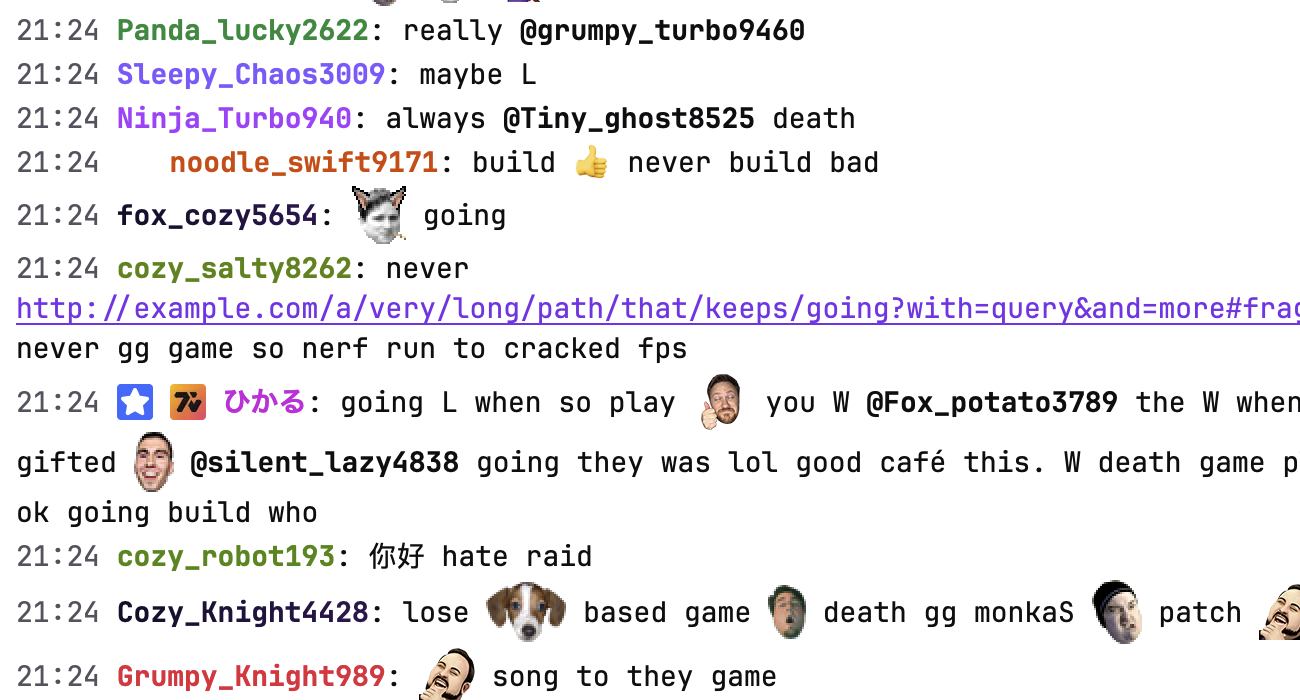 21:24 Panda_lucky2622: really @grumpy_turbo9460
21:24 Sleepy_Chaos3009: maybe L
21:24 Ninja_Turbo940: always @Tiny_ghost8525 death
21:24 noodle_swift9171: build 👍 never build bad
21:24 fox_cozy5654: going
21:24 cozy_salty8262: never
http://example.com/a/very/long/path/that/keeps/going?with=query&and=more#frag
never gg game so nerf run to cracked fps
21:24 ひかる: going L when so play you W @Fox_potato3789 the W when
gifted @silent_lazy4838 going they was lol good café this. W death game p
ok going build who
21:24 cozy_robot193: 你好 hate raid
21:24 Cozy_Knight4428: lose based game death gg monkaS patch
21:24 Grumpy_Knight989: song to they game